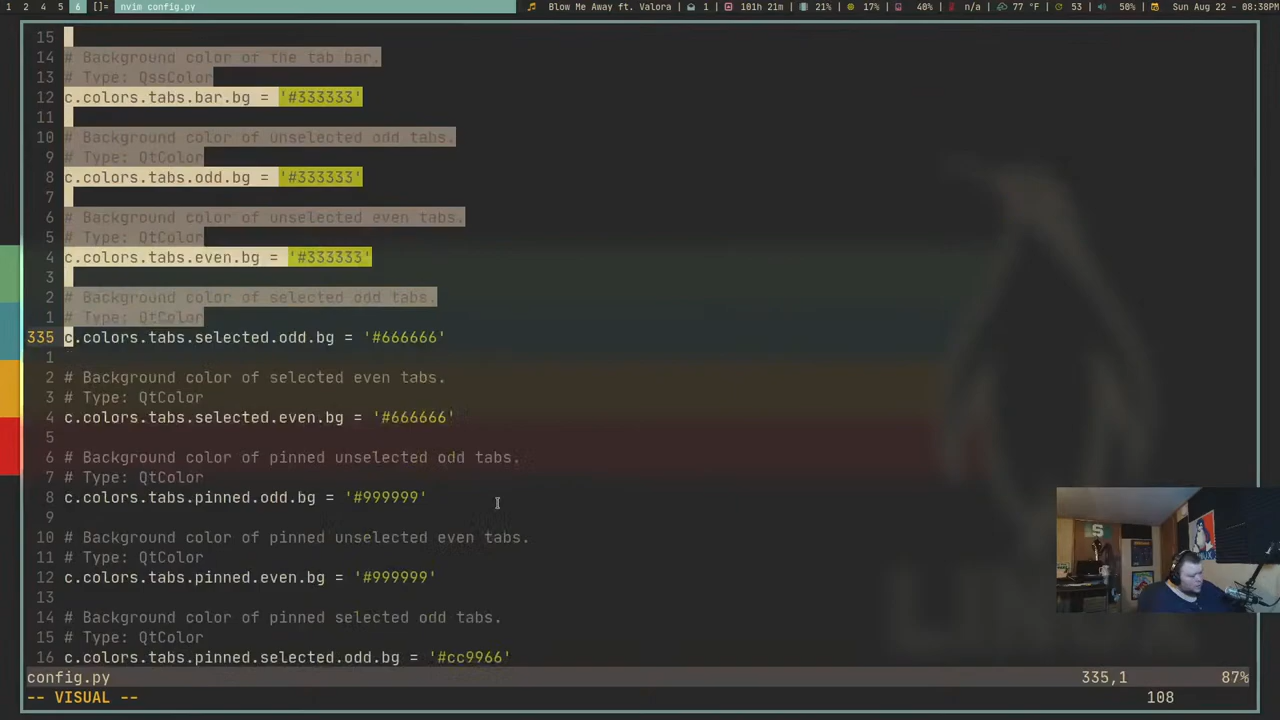 1 2 4 5 6 []= nvim config.py Blow Me Away ft. Valora 1 101h 21m 21% 17% 40% n/a 77 °F 53 50% Sun Aug 22 - 08:38PM
15
14 # Background color of the tab bar.
13 # Type: QssColor
12 c.colors.tabs.bar.bg = '#333333'
11
10 # Background color of unselected odd tabs.
9 # Type: QtColor
8 c.colors.tabs.odd.bg = '#333333'
7
6 # Background color of unselected even tabs.
5 # Type: QtColor
4 c.colors.tabs.even.bg = '#333333'
3
2 # Background color of selected odd tabs.
1 # Type: QtColor
335 c.colors.tabs.selected.odd.bg = '#666666'
1
2 # Background color of selected even tabs.
3 # Type: QtColor
4 c.colors.tabs.selected.even.bg = '#666666'
5
6 # Background color of pinned unselected odd tabs.
7 # Type: QtColor
8 c.colors.tabs.pinned.odd.bg = '#999999'
9
10 # Background color of pinned unselected even tabs.
11 # Type: QtColor
12 c.colors.tabs.pinned.even.bg = '#999999'
13
14 # Background color of pinned selected odd tabs.
15 # Type: QtColor
16 c.colors.tabs.pinned.selected.odd.bg = '#cc9966'
LINUX
config.py 335,1 87%
-- VISUAL -- 108